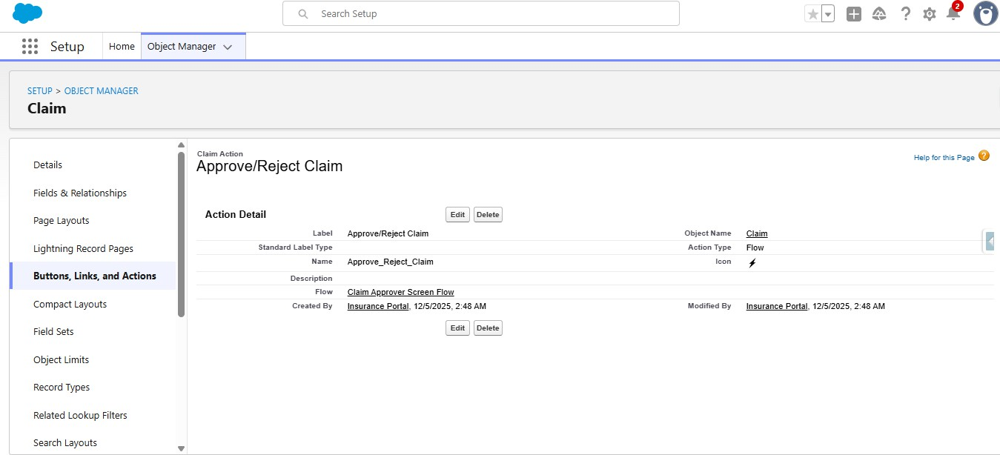 Search Setup
2
Setup
Home
Object Manager
SETUP > OBJECT MANAGER
Claim
Details
Fields & Relationships
Page Layouts
Lightning Record Pages
Buttons, Links, and Actions
Compact Layouts
Field Sets
Object Limits
Record Types
Related Lookup Filters
Search Layouts
Claim Action
Approve/Reject Claim
Help for this Page ?
Action Detail Edit Delete
Label Approve/Reject Claim Object Name Claim
Standard Label Type Action Type Flow
Name Approve_Reject_Claim Icon
Description
Flow Claim Approver Screen Flow
Created By Insurance Portal, 12/5/2025, 2:48 AM Modified By Insurance Portal, 12/5/2025, 2:48 AM
Edit Delete